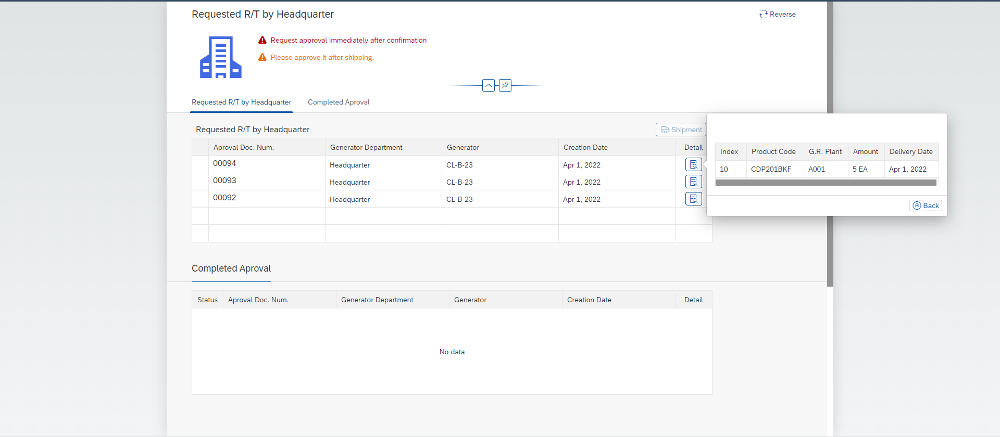 Requested R/T by Headquarter
Reverse
Request approval immediately after confirmation
Please approve it after shipping.
Requested R/T by Headquarter Completed Aproval
Requested R/T by Headquarter
Shipment
Aproval Doc. Num. Generator Department Generator Creation Date Detail
00094 Headquarter CL-B-23 Apr 1, 2022
00093 Headquarter CL-B-23 Apr 1, 2022
00092 Headquarter CL-B-23 Apr 1, 2022
Index Product Code G.R. Plant Amount Delivery Date
10 CDP201BKF A001 5 EA Apr 1, 2022
Back
Completed Aproval
Status Aproval Doc. Num. Generator Department Generator Creation Date Detail
No data